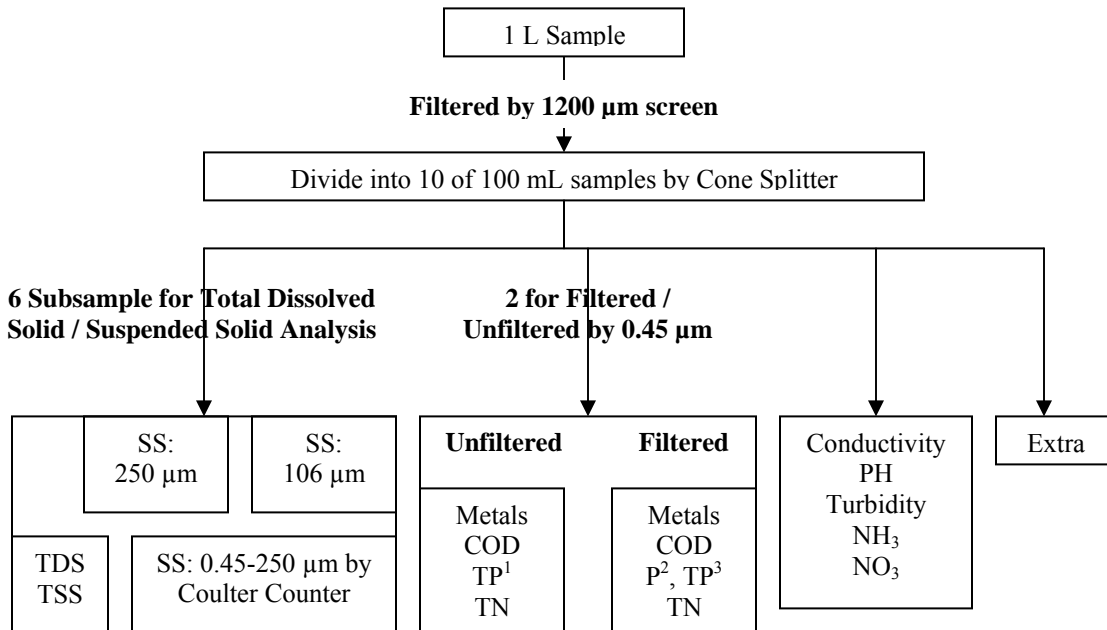 1 L Sample
Filtered by 1200 µm screen
Divide into 10 of 100 mL samples by Cone Splitter
6 Subsample for Total Dissolved
Solid / Suspended Solid Analysis
2 for Filtered /
Unfiltered by 0.45 µm
SS:
250 µm
SS:
106 µm
TDS
TSS
SS: 0.45-250 µm by
Coulter Counter
Unfiltered
Metals
COD
TP¹
TN
Filtered
Metals
COD
P², TP³
TN
Conductivity
PH
Turbidity
NH₃
NO₃
Extra